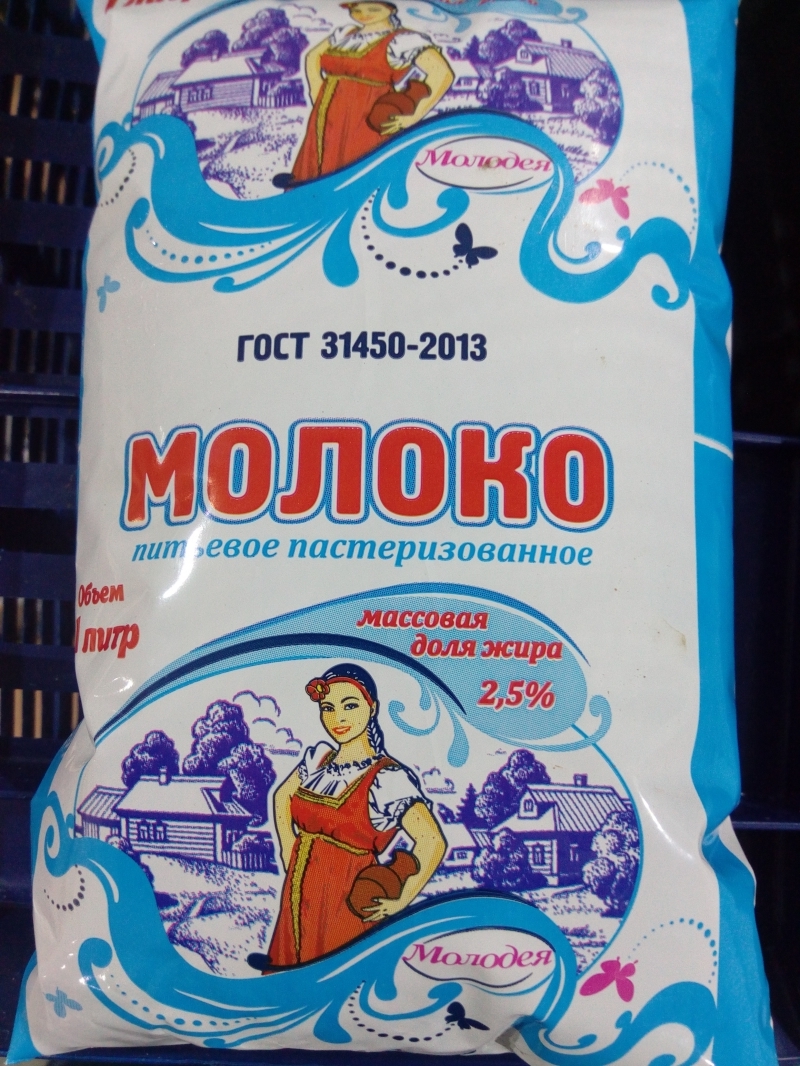 Молодея
ГОСТ 31450-2013
МОЛОКО
питьевое пастеризованное
Объем
1 литр
массовая
доля жира
2,5%
Молодея